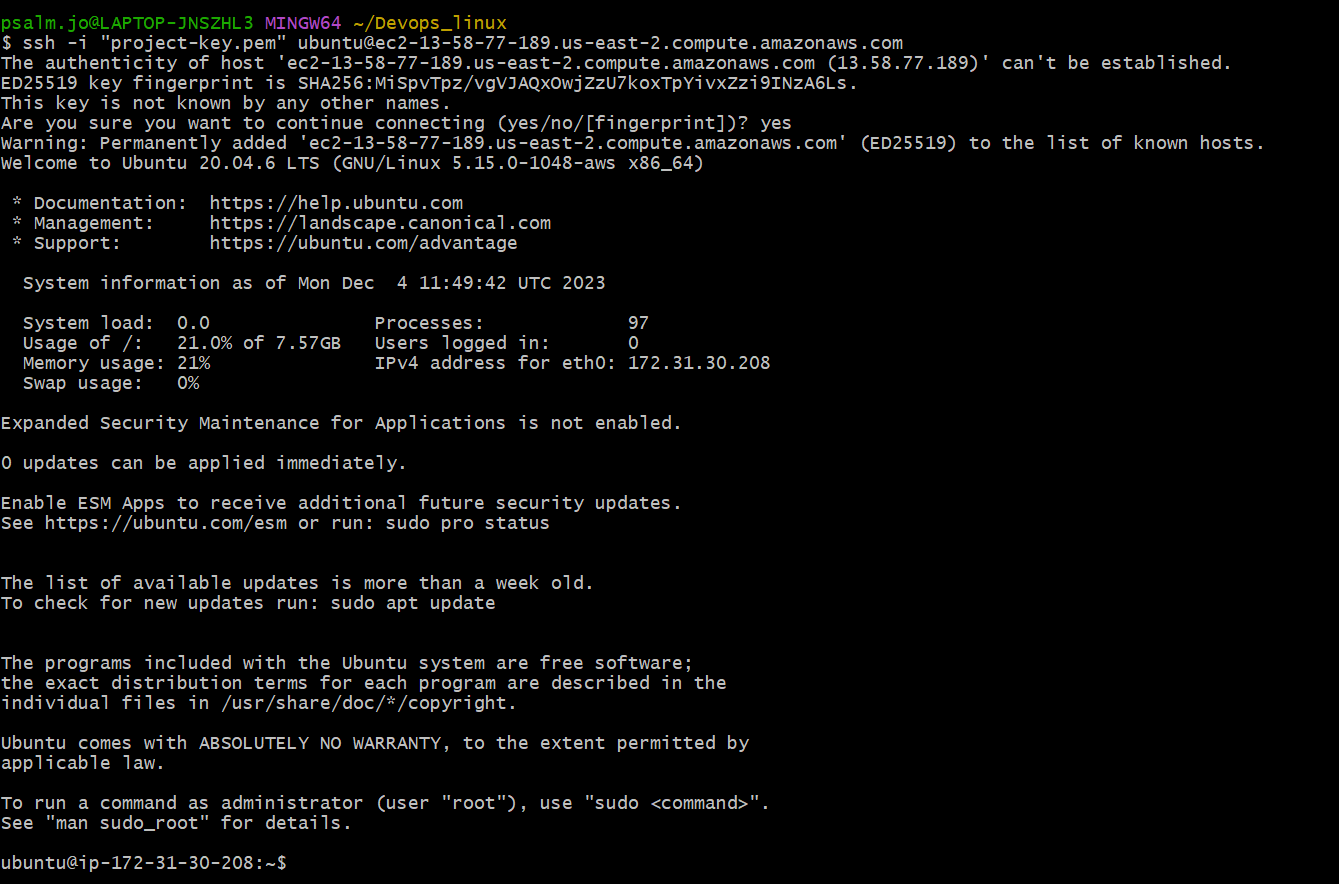 psalm.jo@LAPTOP-JNSZHL3 MINGW64 ~/Devops_linux
$ ssh -i "project-key.pem" ubuntu@ec2-13-58-77-189.us-east-2.compute.amazonaws.com
The authenticity of host 'ec2-13-58-77-189.us-east-2.compute.amazonaws.com (13.58.77.189)' can't be established.
ED25519 key fingerprint is SHA256:MiSpvTpz/vgVJAQxOwjZzU7koxTpYivxZzi9INzA6Ls.
This key is not known by any other names.
Are you sure you want to continue connecting (yes/no/[fingerprint])? yes
Warning: Permanently added 'ec2-13-58-77-189.us-east-2.compute.amazonaws.com' (ED25519) to the list of known hosts.
Welcome to Ubuntu 20.04.6 LTS (GNU/Linux 5.15.0-1048-aws x86_64)

 * Documentation:  https://help.ubuntu.com
 * Management:     https://landscape.canonical.com
 * Support:        https://ubuntu.com/advantage

  System information as of Mon Dec  4 11:49:42 UTC 2023

  System load:  0.0               Processes:             97
  Usage of /:   21.0% of 7.57GB   Users logged in:       0
  Memory usage: 21%               IPv4 address for eth0: 172.31.30.208
  Swap usage:   0%

Expanded Security Maintenance for Applications is not enabled.

0 updates can be applied immediately.

Enable ESM Apps to receive additional future security updates.
See https://ubuntu.com/esm or run: sudo pro status


The list of available updates is more than a week old.
To check for new updates run: sudo apt update


The programs included with the Ubuntu system are free software;
the exact distribution terms for each program are described in the
individual files in /usr/share/doc/*/copyright.

Ubuntu comes with ABSOLUTELY NO WARRANTY, to the extent permitted by
applicable law.

To run a command as administrator (user "root"), use "sudo <command>".
See "man sudo_root" for details.

ubuntu@ip-172-31-30-208:~$